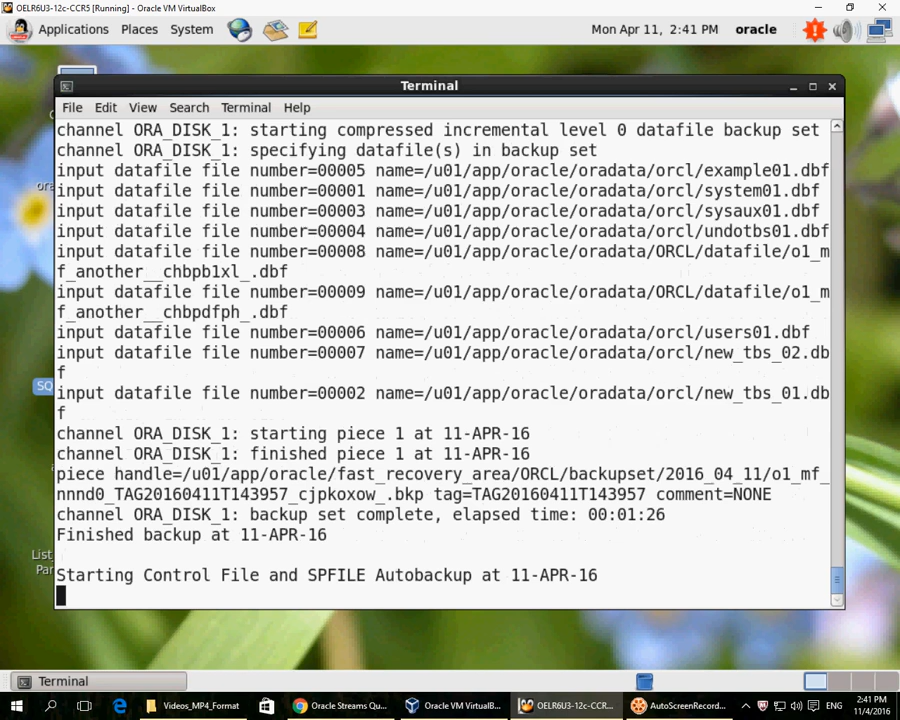 OELR6U3-12c-CCR5 [Running] - Oracle VM VirtualBox
Applications Places System Mon Apr 11, 2:41 PM oracle
Terminal
File Edit View Search Terminal Help
channel ORA_DISK_1: starting compressed incremental level 0 datafile backup set
channel ORA_DISK_1: specifying datafile(s) in backup set
input datafile file number=00005 name=/u01/app/oracle/oradata/orcl/example01.dbf
input datafile file number=00001 name=/u01/app/oracle/oradata/orcl/system01.dbf
input datafile file number=00003 name=/u01/app/oracle/oradata/orcl/sysaux01.dbf
input datafile file number=00004 name=/u01/app/oracle/oradata/orcl/undotbs01.dbf
input datafile file number=00008 name=/u01/app/oracle/oradata/ORCL/datafile/o1_m
f_another__chbpb1xl_.dbf
input datafile file number=00009 name=/u01/app/oracle/oradata/ORCL/datafile/o1_m
f_another__chbpdfph_.dbf
input datafile file number=00006 name=/u01/app/oracle/oradata/orcl/users01.dbf
input datafile file number=00007 name=/u01/app/oracle/oradata/orcl/new_tbs_02.db
f
input datafile file number=00002 name=/u01/app/oracle/oradata/orcl/new_tbs_01.db
f
channel ORA_DISK_1: starting piece 1 at 11-APR-16
channel ORA_DISK_1: finished piece 1 at 11-APR-16
piece handle=/u01/app/oracle/fast_recovery_area/ORCL/backupset/2016_04_11/o1_mf_
nnnd0_TAG20160411T143957_cjpkoxow_.bkp tag=TAG20160411T143957 comment=NONE
channel ORA_DISK_1: backup set complete, elapsed time: 00:01:26
Finished backup at 11-APR-16
Starting Control File and SPFILE Autobackup at 11-APR-16
ora
SQ
List
Par
Terminal
Videos_MP4_Format
Oracle Streams Qu...
Oracle VM VirtualB...
OELR6U3-12c-CCR...
AutoScreenRecord...
ENG
2:41 PM
11/4/2016